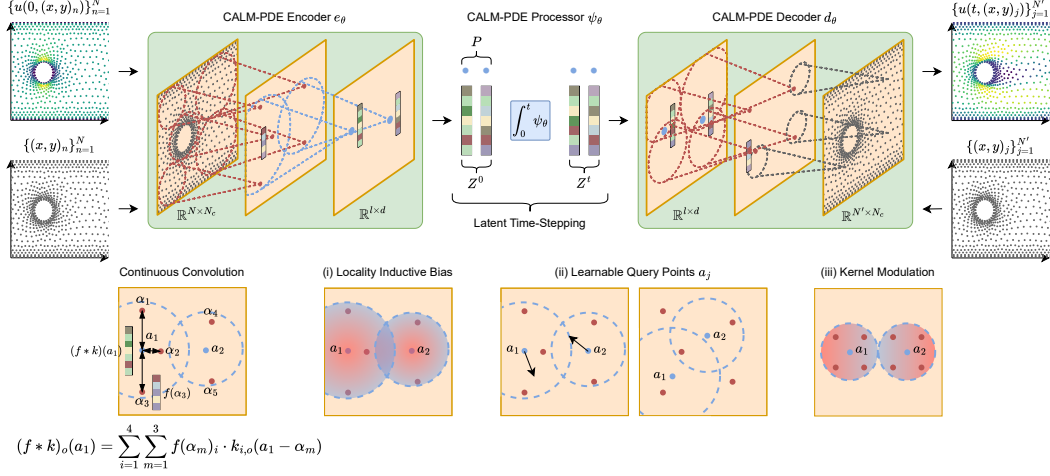 {u(0, (x, y)_n)}_{n=1}^N
CALM-PDE Encoder e_θ
CALM-PDE Processor ψ_θ
CALM-PDE Decoder d_θ
{u(t, (x, y)_j)}_{j=1}^{N'}
P
∫_0^t ψ_θ
{(x, y)_n}_{n=1}^N
{(x, y)_j}_{j=1}^{N'}
Z^0
Z^t
ℝ^{N×N_c}
ℝ^{l×d}
ℝ^{l×d}
ℝ^{N'×N_c}
Latent Time-Stepping
Continuous Convolution
(i) Locality Inductive Bias
(ii) Learnable Query Points a_j
(iii) Kernel Modulation
α_1
α_4
a_1
(f * k)(a_1)
α_2
a_2
α_3
f(α_3)
α_5
a_1
a_2
a_1
a_2
a_2
a_1
a_1
a_2
(f * k)_o(a_1) = ∑_{i=1}^4 ∑_{m=1}^3 f(α_m)_i · k_{i,o}(a_1 − α_m)